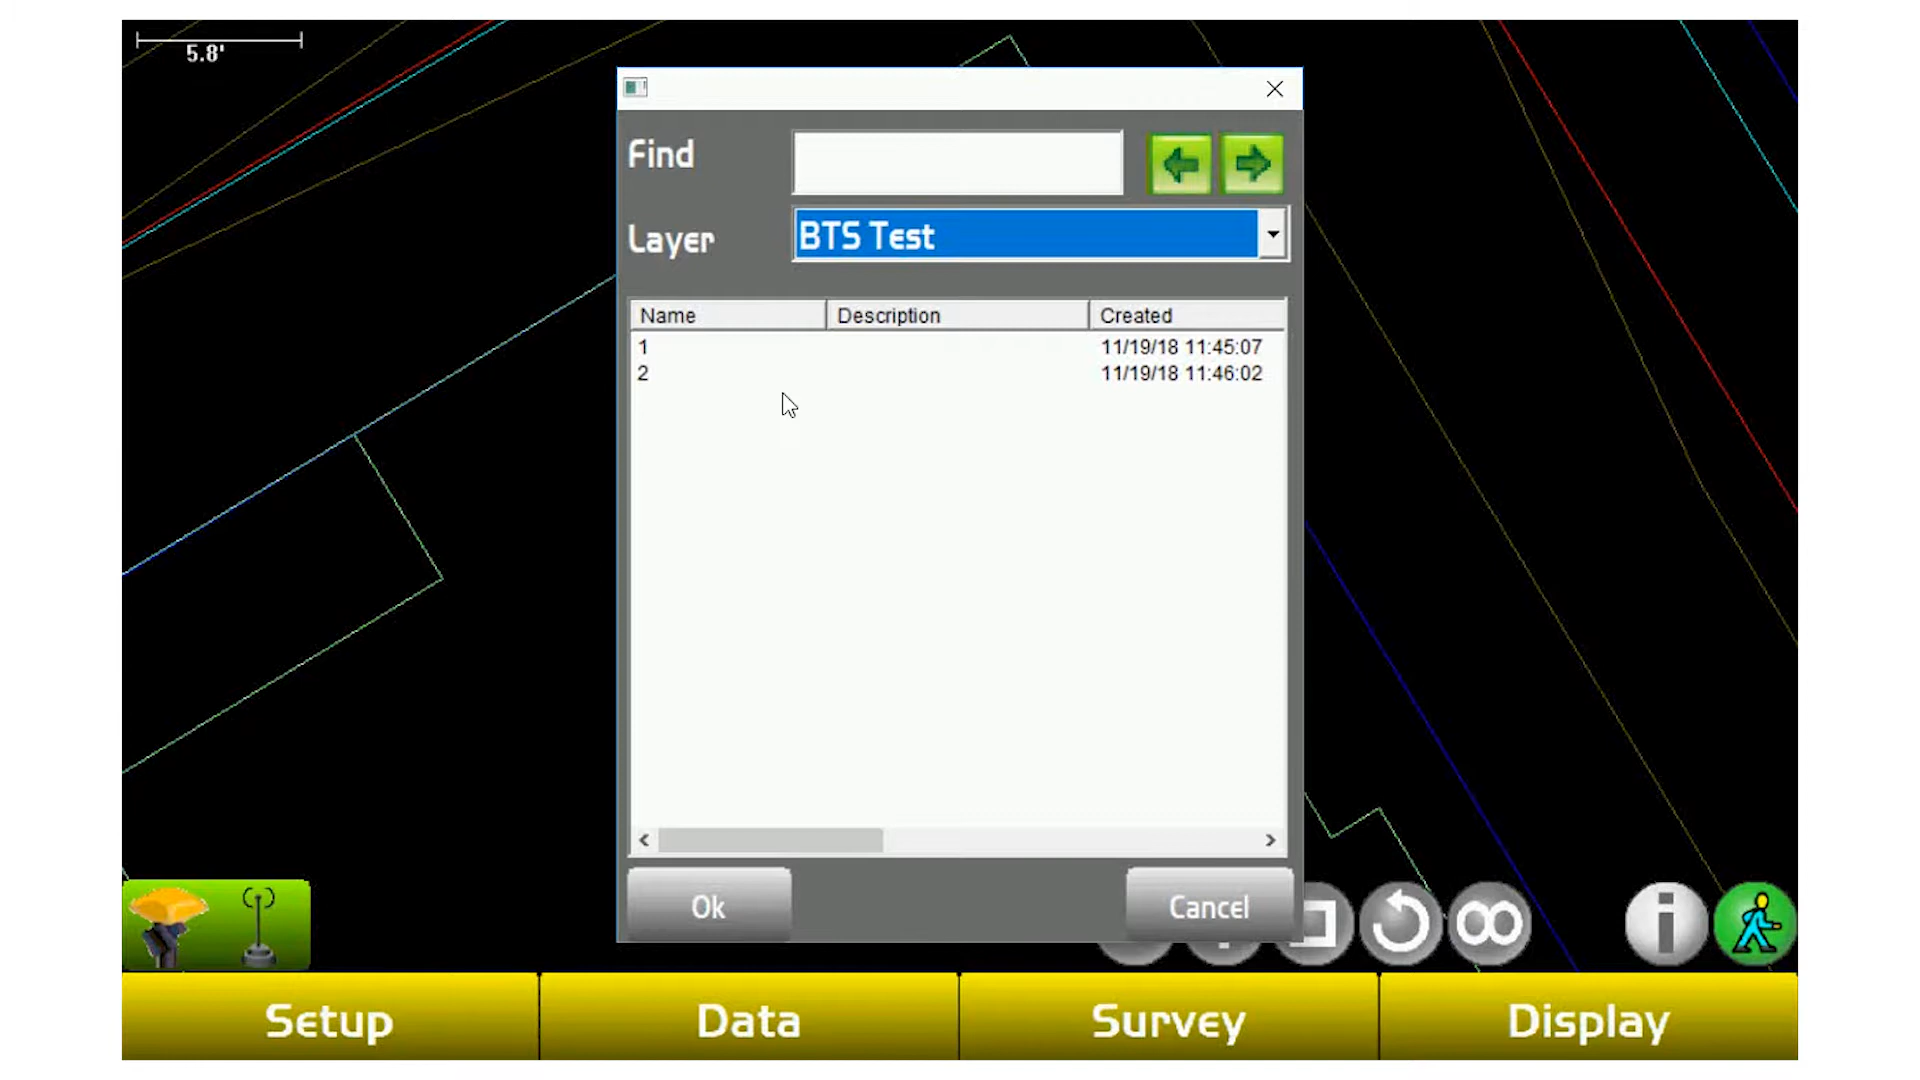 5.8'
Find
Layer
BTS Test
Name Description Created
1 11/19/18 11:45:07
2 11/19/18 11:46:02
Ok Cancel
Setup Data Survey Display